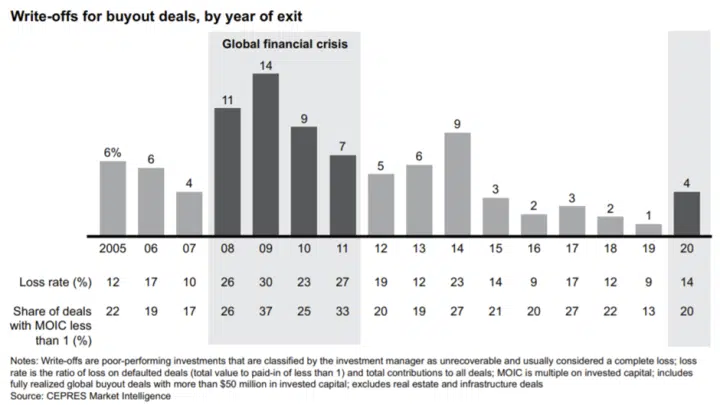 Write-offs for buyout deals, by year of exit
Global financial crisis
6% 6 4 11 14 9 7 5 6 9 3 2 3 2 1 4
2005 06 07 08 09 10 11 12 13 14 15 16 17 18 19 20
Loss rate (%) 12 17 10 26 30 23 27 19 12 23 14 9 17 12 9 14
Share of deals 22 19 17 26 37 25 33 20 19 27 21 20 27 22 13 20
with MOIC less
than 1 (%)
Notes: Write-offs are poor-performing investments that are classified by the investment manager as unrecoverable and usually considered a complete loss; loss
rate is the ratio of loss on defaulted deals (total value to paid-in of less than 1) and total contributions to all deals; MOIC is multiple on invested capital; includes
fully realized global buyout deals with more than $50 million in invested capital; excludes real estate and infrastructure deals
Source: CEPRES Market Intelligence